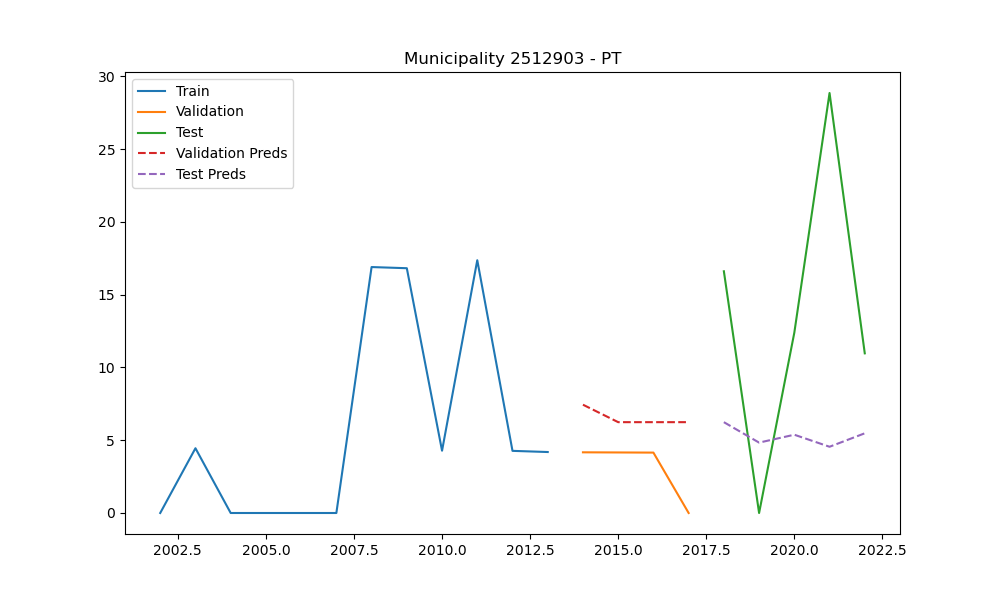 Municipality 2512903 - PT
30
25
20
15
10
5
0
Train
Validation
Test
Validation Preds
Test Preds
2002.5 2005.0 2007.5 2010.0 2012.5 2015.0 2017.5 2020.0 2022.5